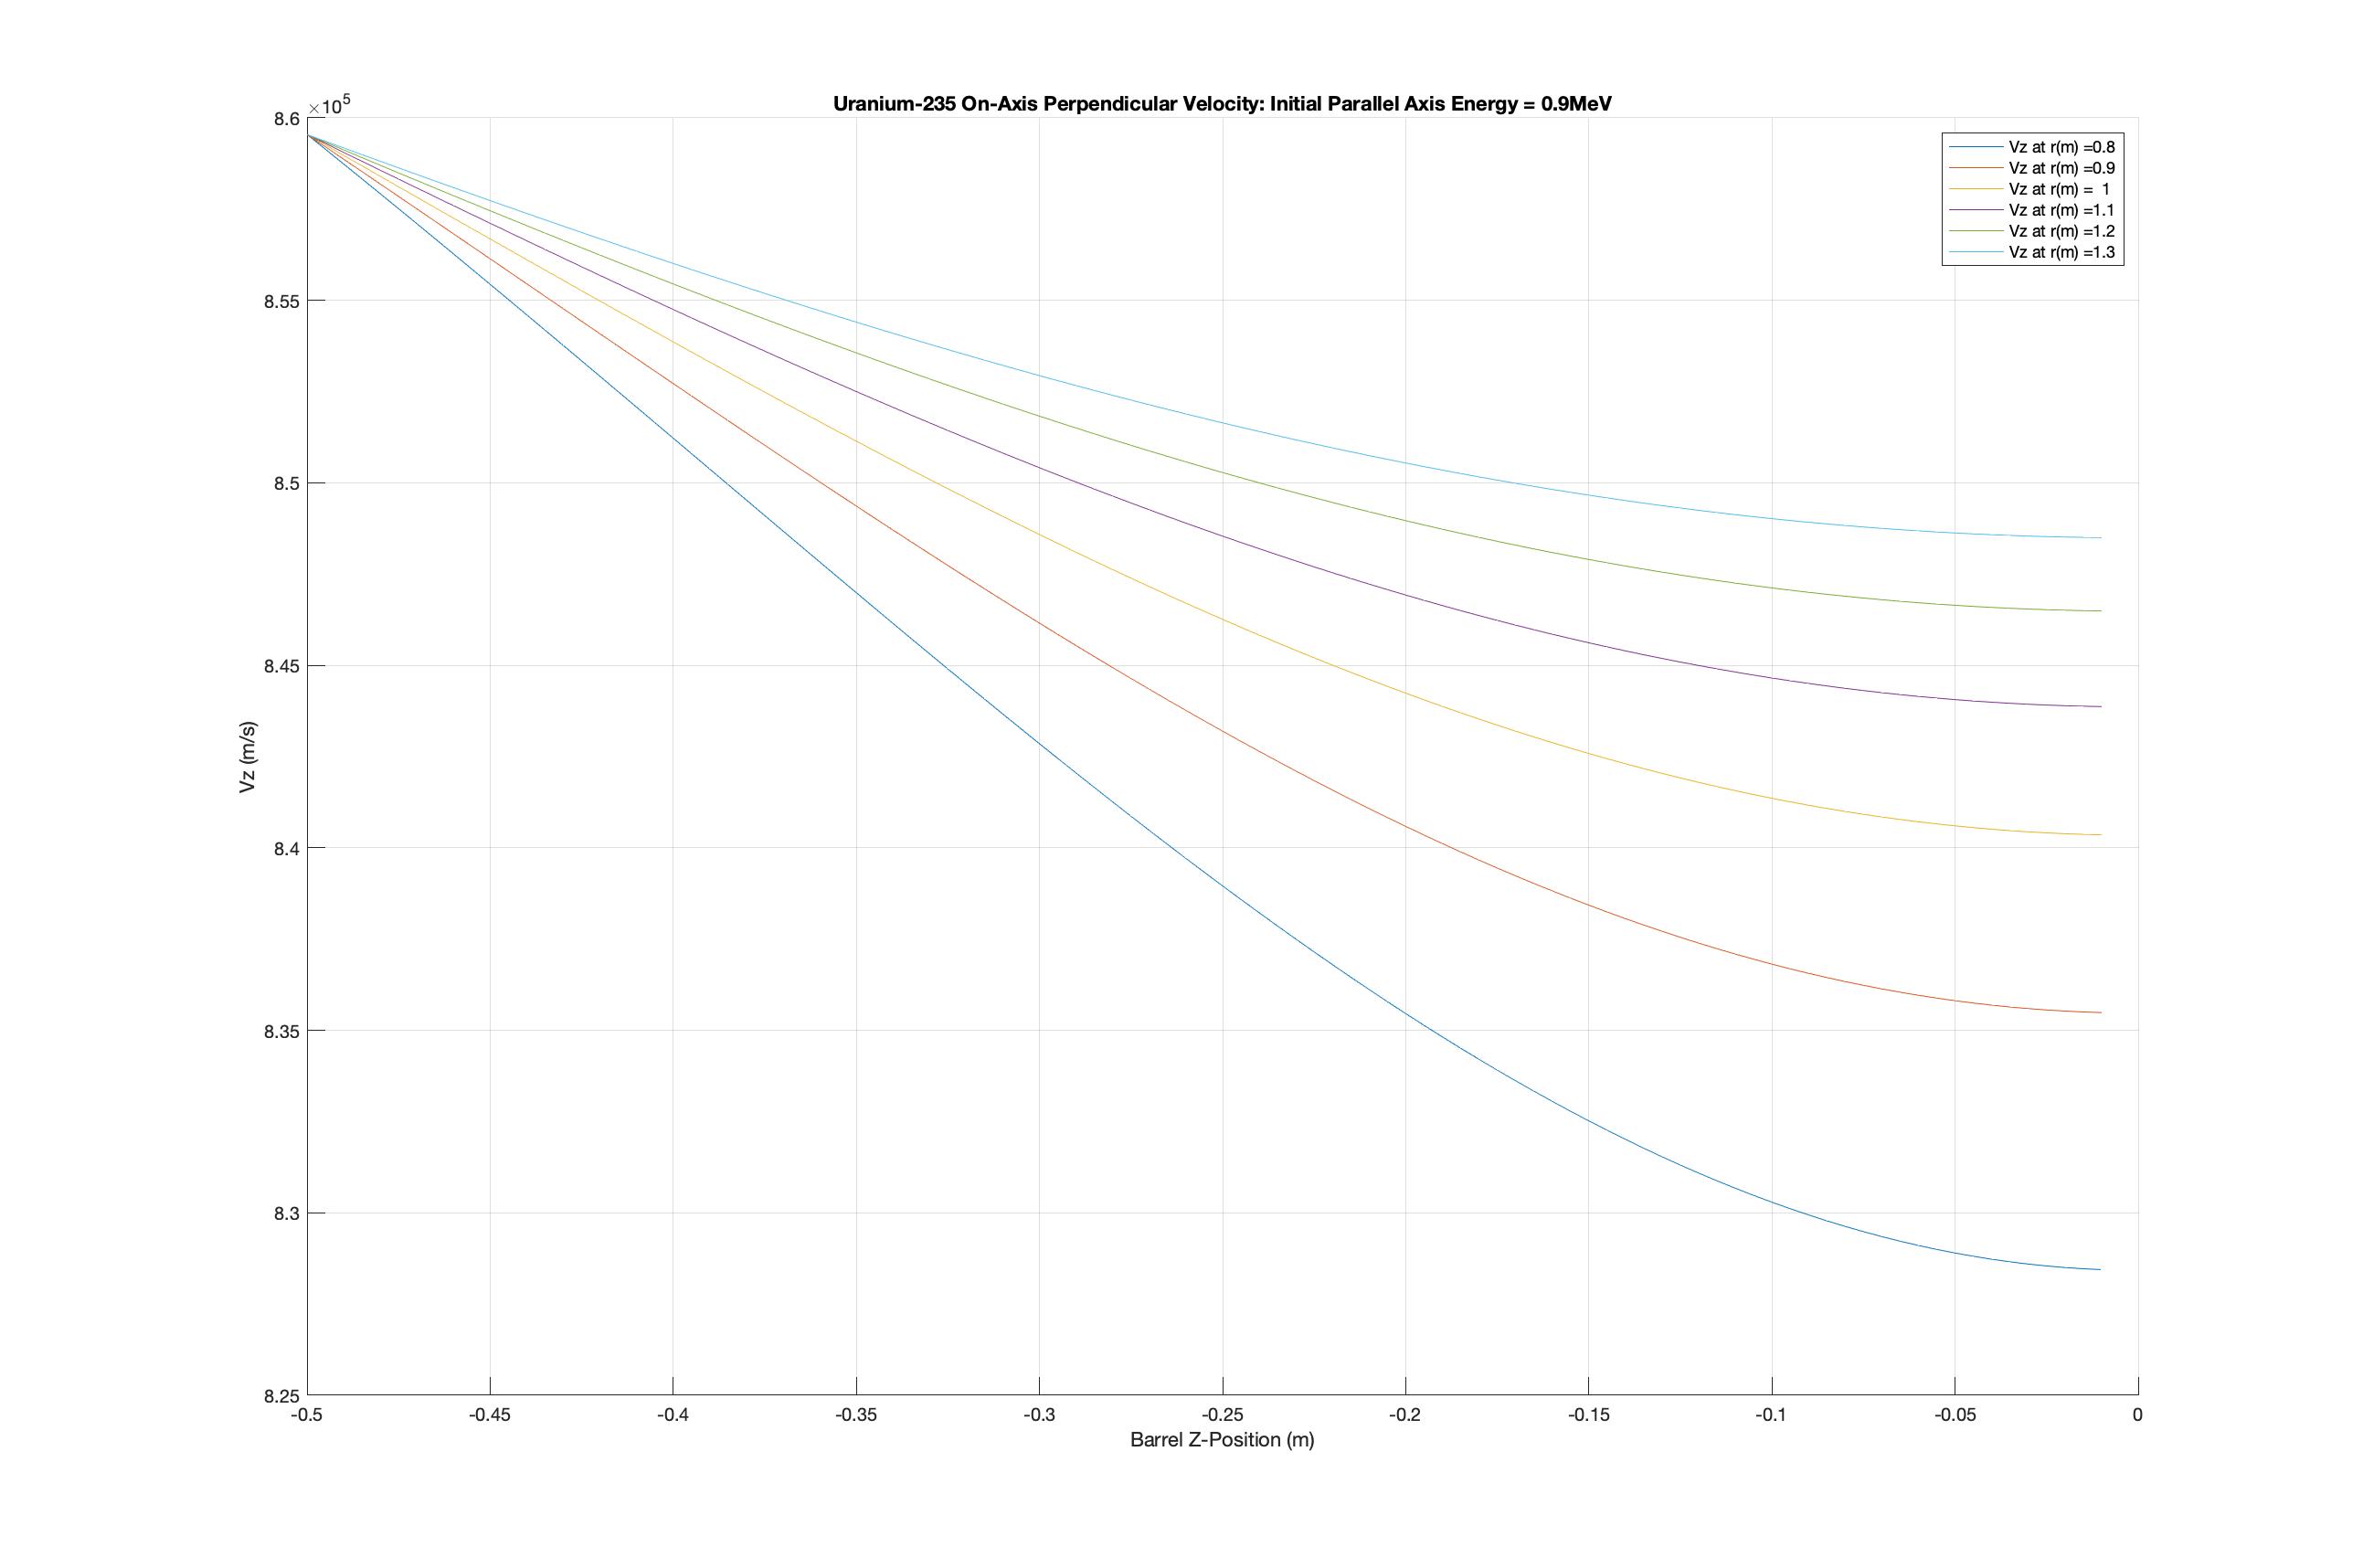 Uranium-235 On-Axis Perpendicular Velocity: Initial Parallel Axis Energy = 0.9MeV
×10^5
8.6
8.55
8.5
8.45
8.4
8.35
8.3
8.25
Vz (m/s)
Vz at r(m) =0.8
Vz at r(m) =0.9
Vz at r(m) =  1
Vz at r(m) =1.1
Vz at r(m) =1.2
Vz at r(m) =1.3
-0.5 -0.45 -0.4 -0.35 -0.3 -0.25 -0.2 -0.15 -0.1 -0.05 0
Barrel Z-Position (m)